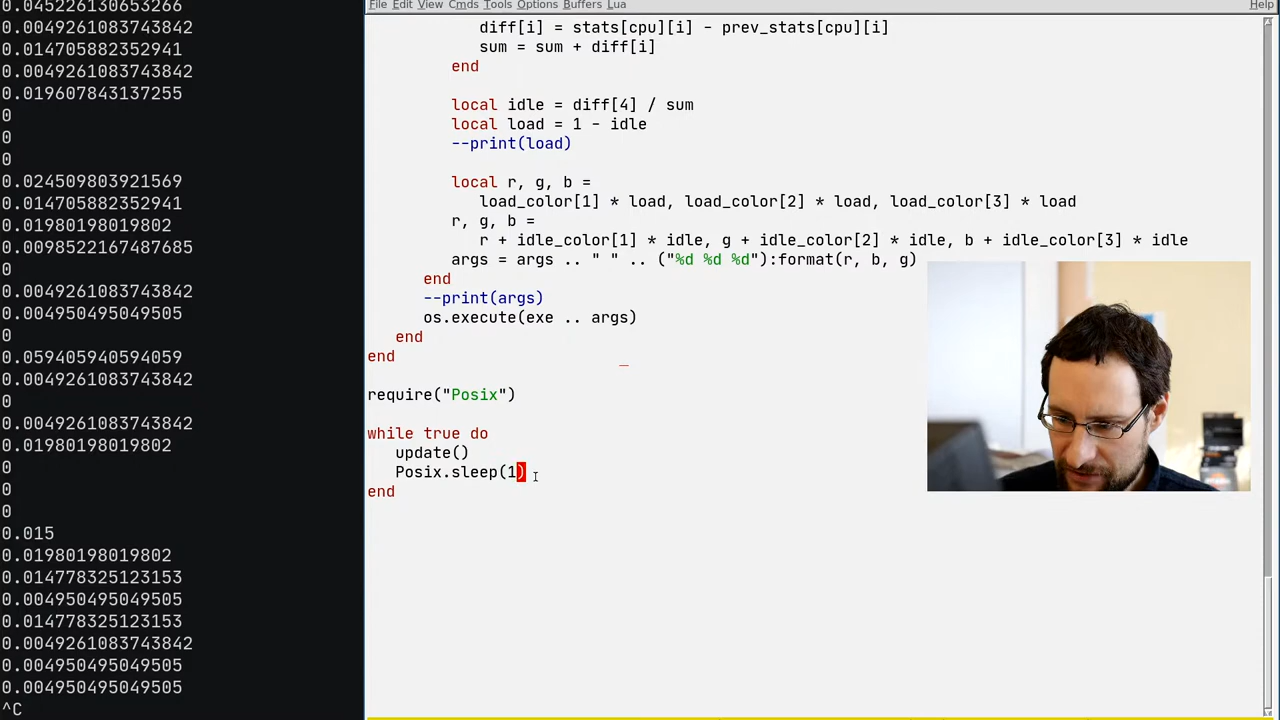 0.045226130653266
0.0049261083743842
0.014705882352941
0.0049261083743842
0.019607843137255
0
0
0
0.024509803921569
0.014705882352941
0.01980198019802
0.0098522167487685
0
0.0049261083743842
0.0049504950495​05
0
0.059405940594059
0.0049261083743842
0
0.0049261083743842
0.01980198019802
0
0
0
0.015
0.01980198019802
0.014778325123153
0.004950495049505
0.014778325123153
0.0049261083743842
0.004950495049505
0.004950495049505
^C
File Edit View Cmds Tools Options Buffers Lua Help
diff[i] = stats[cpu][i] - prev_stats[cpu][i]
sum = sum + diff[i]
end
local idle = diff[4] / sum
local load = 1 - idle
--print(load)
local r, g, b =
load_color[1] * load, load_color[2] * load, load_color[3] * load
r, g, b =
r + idle_color[1] * idle, g + idle_color[2] * idle, b + idle_color[3] * idle
args = args .. " " .. ("%d %d %d"):format(r, b, g)
end
--print(args)
os.execute(exe .. args)
end
end
require("Posix")
while true do
update()
Posix.sleep(1)
end